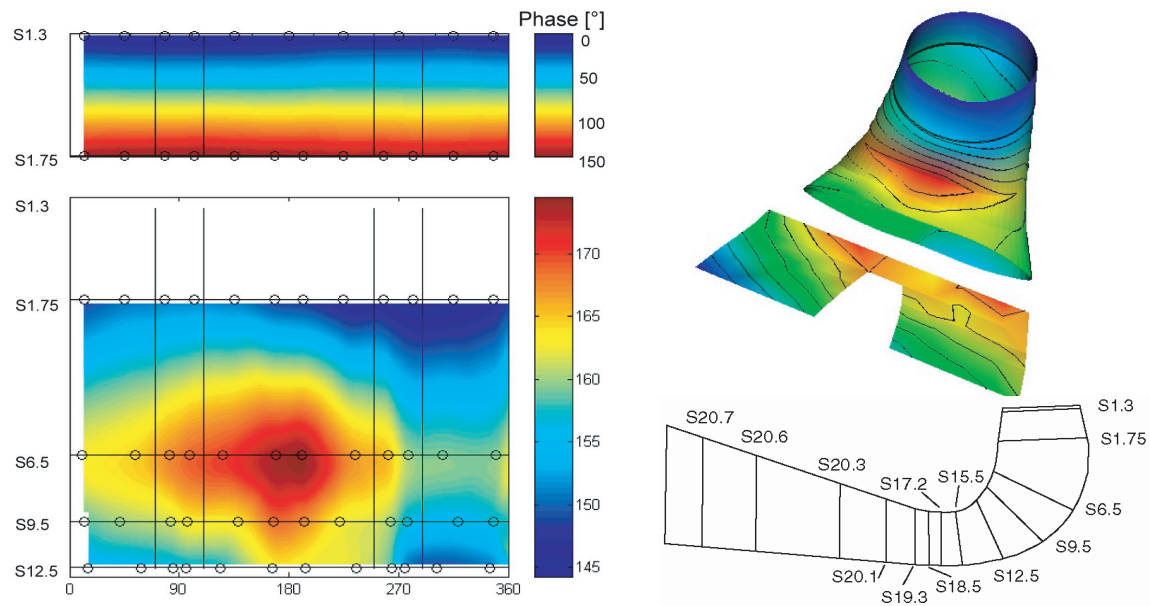 Phase [°]
S1.3
0
50
100
S1.75
150
S1.3
170
S1.75
165
160
155
S6.5
150
S9.5
145
S12.5
0
90
180
270
360
S20.7
S20.6
S20.3
S17.2
S15.5
S1.3
S1.75
S6.5
S9.5
S12.5
S18.5
S19.3
S20.1